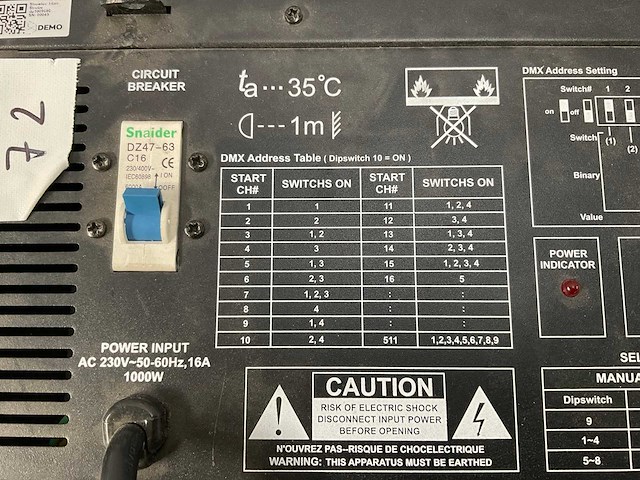 DEMO
72
CIRCUIT
BREAKER
Snaider
DZ47-63
C16
CE
230/400V~
IEC60898
ON
OFF
ta...35°C
---1m
DMX Address Setting
Switch# 1 2
on off
Switch (1)
(2)
Binary
Value
DMX Address Table ( Dipswitch 10 = ON )
START CH# SWITCHS ON START CH# SWITCHS ON
1 1 11 1, 2, 4
2 2 12 3, 4
3 1, 2 13 1, 3, 4
4 3 14 2, 3, 4
5 1, 3 15 1, 2, 3, 4
6 2, 3 16 5
7 1, 2, 3 : :
8 4 : :
9 1, 4 : :
10 2, 4 511 1,2,3,4,5,6,7,8,9
POWER
INDICATOR
POWER INPUT
AC 230V~50-60Hz,16A
1000W
CAUTION
RISK OF ELECTRIC SHOCK
DISCONNECT INPUT POWER
BEFORE OPENING
N'OUVREZ PAS--RISQUE DE CHOCELECTRIQUE
WARNING: THIS APPARATUS MUST BE EARTHED
SEL
MANUA
Dipswitch
9
1~4
5~8